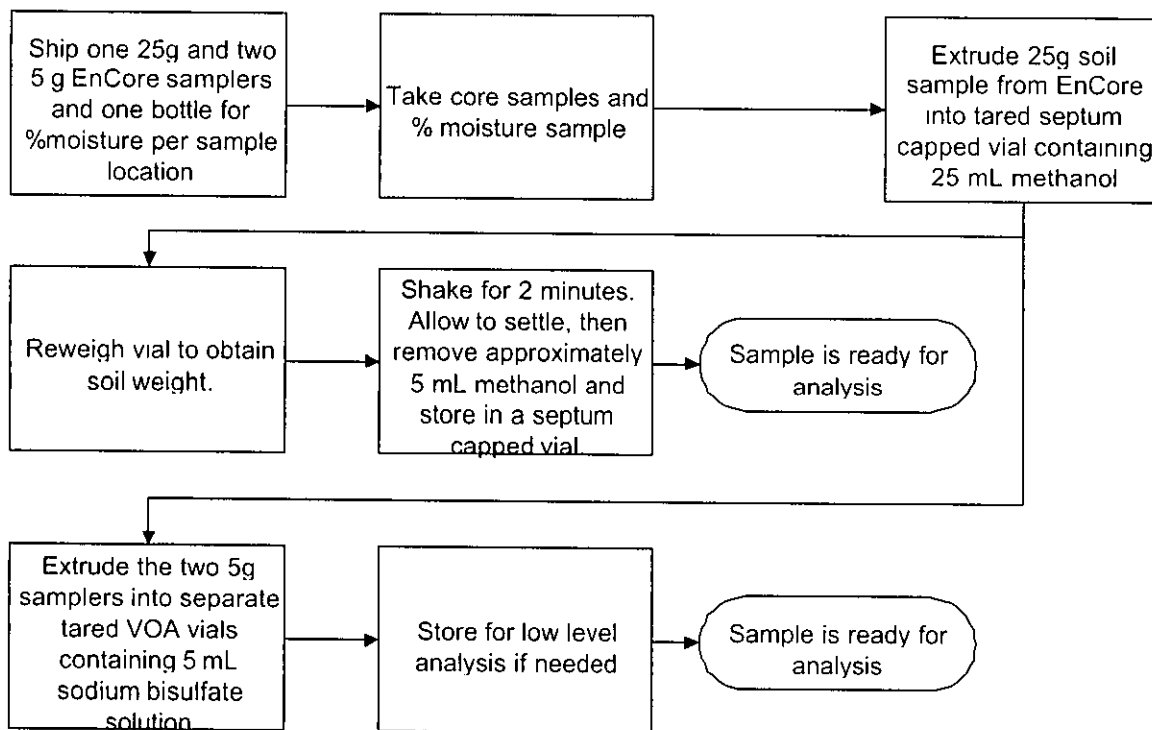 Ship one 25g and two
5 g EnCore samplers
and one bottle for
%moisture per sample
location
Take core samples and
% moisture sample
Extrude 25g soil
sample from EnCore
into tared septum
capped vial containing
25 mL methanol
Reweigh vial to obtain
soil weight.
Shake for 2 minutes.
Allow to settle, then
remove approximately
5 mL methanol and
store in a septum
capped vial.
Sample is ready for
analysis
Extrude the two 5g
samplers into separate
tared VOA vials
containing 5 mL
sodium bisulfate
solution
Store for low level
analysis if needed
Sample is ready for
analysis